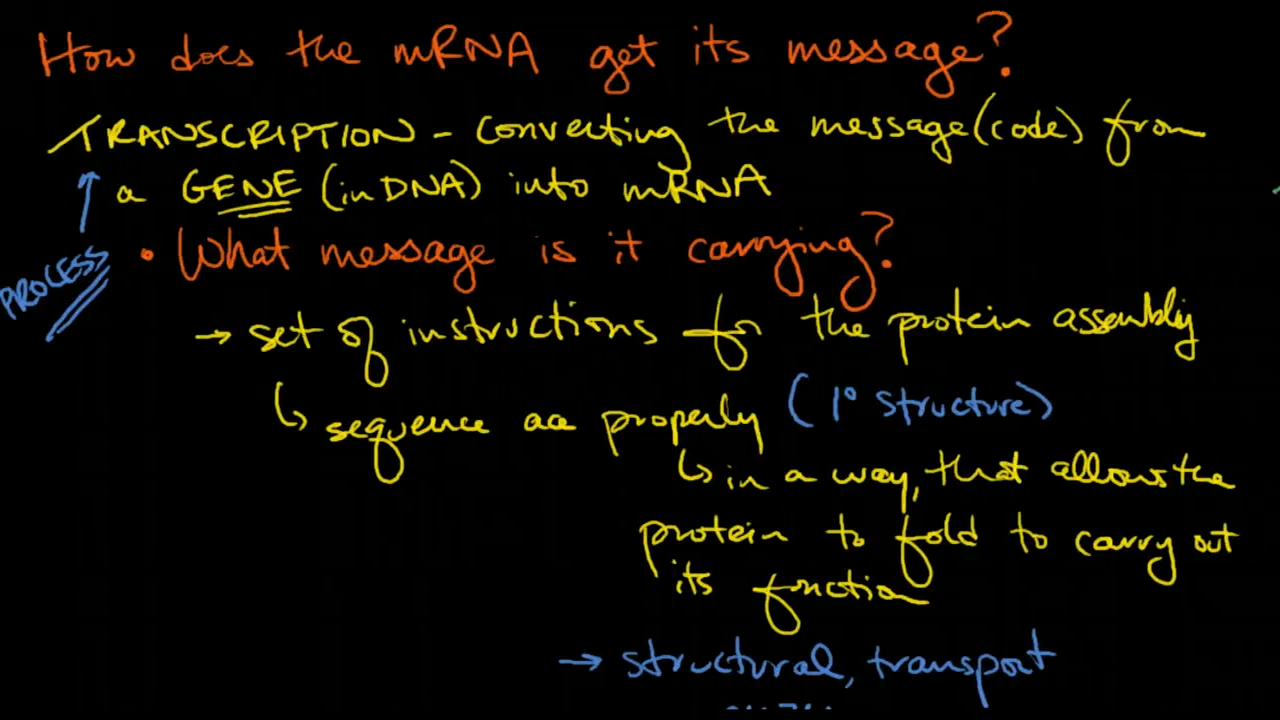 How does the mRNA get its message?
TRANSCRIPTION - converting the message (code) from
a GENE (in DNA) into mRNA
PROCESS
• What message is it carrying?
→ set of instructions for the protein assembly
↳ sequence aa properly (1° structure)
↳ in a way, that allows the
protein to fold to carry out
its function
→ structural, transport